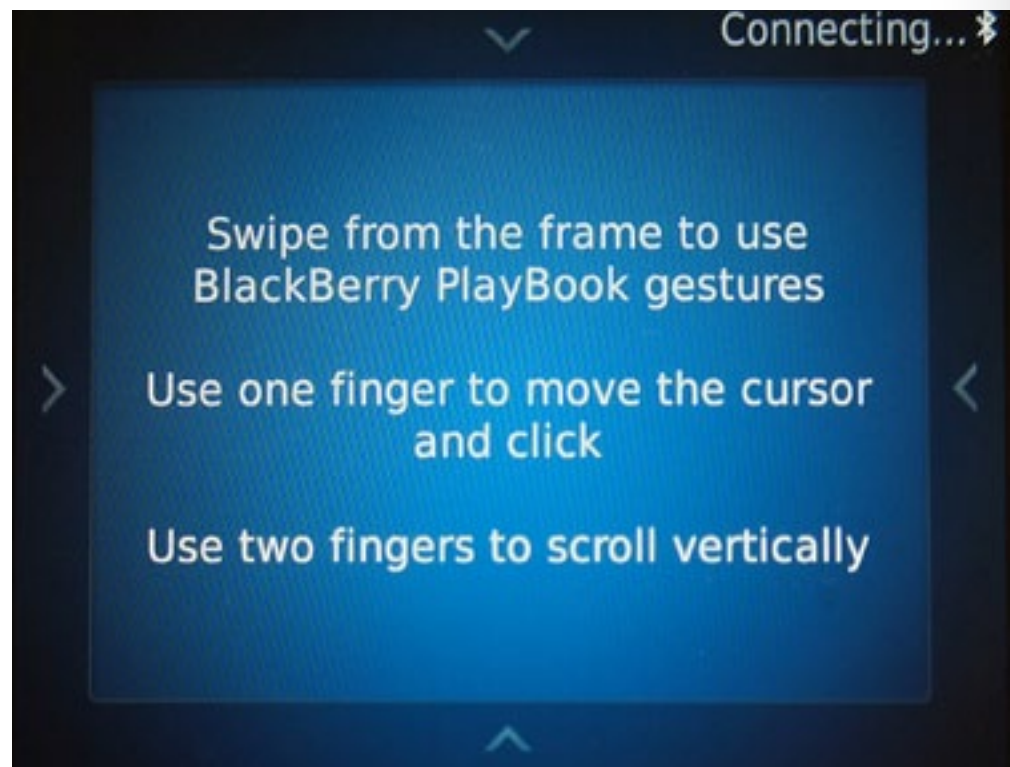 Connecting...
Swipe from the frame to use
BlackBerry PlayBook gestures
Use one finger to move the cursor
and click
Use two fingers to scroll vertically